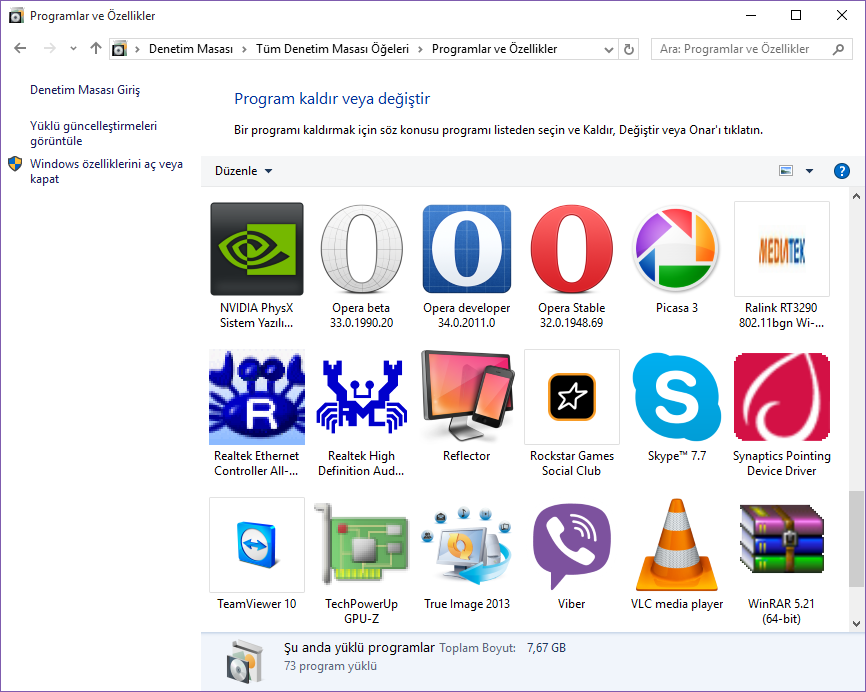 Programlar ve Özellikler
Denetim Masası
Tüm Denetim Masası Öğeleri
Programlar ve Özellikler
Ara: Programlar ve Özellikler
Denetim Masası Giriş
Yüklü güncelleştirmeleri
görüntüle
Windows özelliklerini aç veya
kapat
Program kaldır veya değiştir
Bir programı kaldırmak için söz konusu programı listeden seçin ve Kaldır, Değiştir veya Onar'ı tıklatın.
Düzenle
?
MEDIATEK
NVIDIA PhysX
Sistem Yazılı...
Opera beta
33.0.1990.20
Opera developer
34.0.2011.0
Opera Stable
32.0.1948.69
Picasa 3
Ralink RT3290
802.11bgn Wi-...
R
RMC
S
Realtek Ethernet
Controller All-...
Realtek High
Definition Aud...
Reflector
Rockstar Games
Social Club
Skype™ 7.7
Synaptics Pointing
Device Driver
TeamViewer 10
TechPowerUp
GPU-Z
True Image 2013
Viber
VLC media player
WinRAR 5.21
(64-bit)
Şu anda yüklü programlar Toplam Boyut: 7,67 GB
73 program yüklü